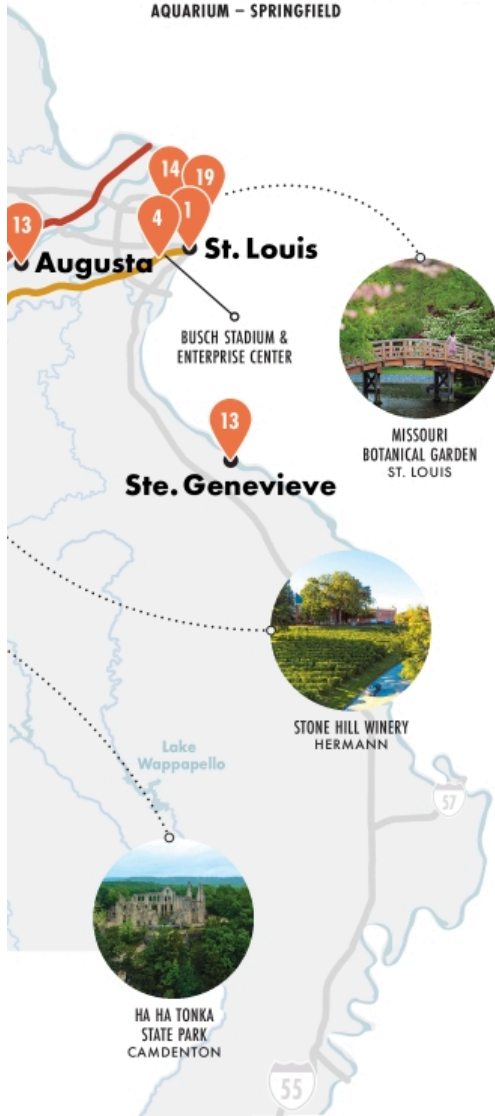 AQUARIUM – SPRINGFIELD
14
19
13
4
1
Augusta
St. Louis
BUSCH STADIUM &
ENTERPRISE CENTER
MISSOURI
BOTANICAL GARDEN
ST. LOUIS
13
Ste. Genevieve
STONE HILL WINERY
HERMANN
Lake
Wappapello
57
HA HA TONKA
STATE PARK
CAMDENTON
55